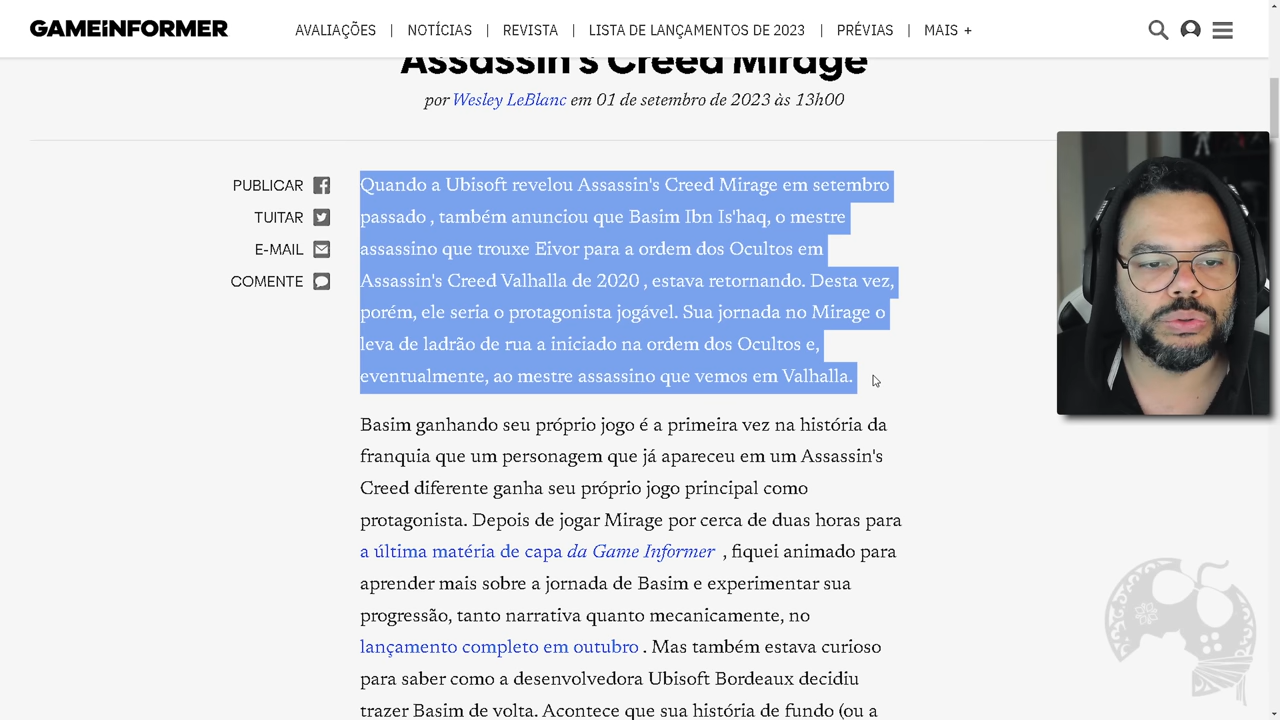 GAMEiNFORMER
AVALIAÇÕES | NOTÍCIAS | REVISTA | LISTA DE LANÇAMENTOS DE 2023 | PRÉVIAS | MAIS +
Assassin's Creed Mirage
por Wesley LeBlanc em 01 de setembro de 2023 às 13h00
PUBLICAR
TUITAR
E-MAIL
COMENTE
Quando a Ubisoft revelou Assassin's Creed Mirage em setembro
passado , também anunciou que Basim Ibn Is'haq, o mestre
assassino que trouxe Eivor para a ordem dos Ocultos em
Assassin's Creed Valhalla de 2020 , estava retornando. Desta vez,
porém, ele seria o protagonista jogável. Sua jornada no Mirage o
leva de ladrão de rua a iniciado na ordem dos Ocultos e,
eventualmente, ao mestre assassino que vemos em Valhalla.
Basim ganhando seu próprio jogo é a primeira vez na história da
franquia que um personagem que já apareceu em um Assassin's
Creed diferente ganha seu próprio jogo principal como
protagonista. Depois de jogar Mirage por cerca de duas horas para
a última matéria de capa da Game Informer , fiquei animado para
aprender mais sobre a jornada de Basim e experimentar sua
progressão, tanto narrativa quanto mecanicamente, no
lançamento completo em outubro . Mas também estava curioso
para saber como a desenvolvedora Ubisoft Bordeaux decidiu
trazer Basim de volta. Acontece que sua história de fundo (ou a